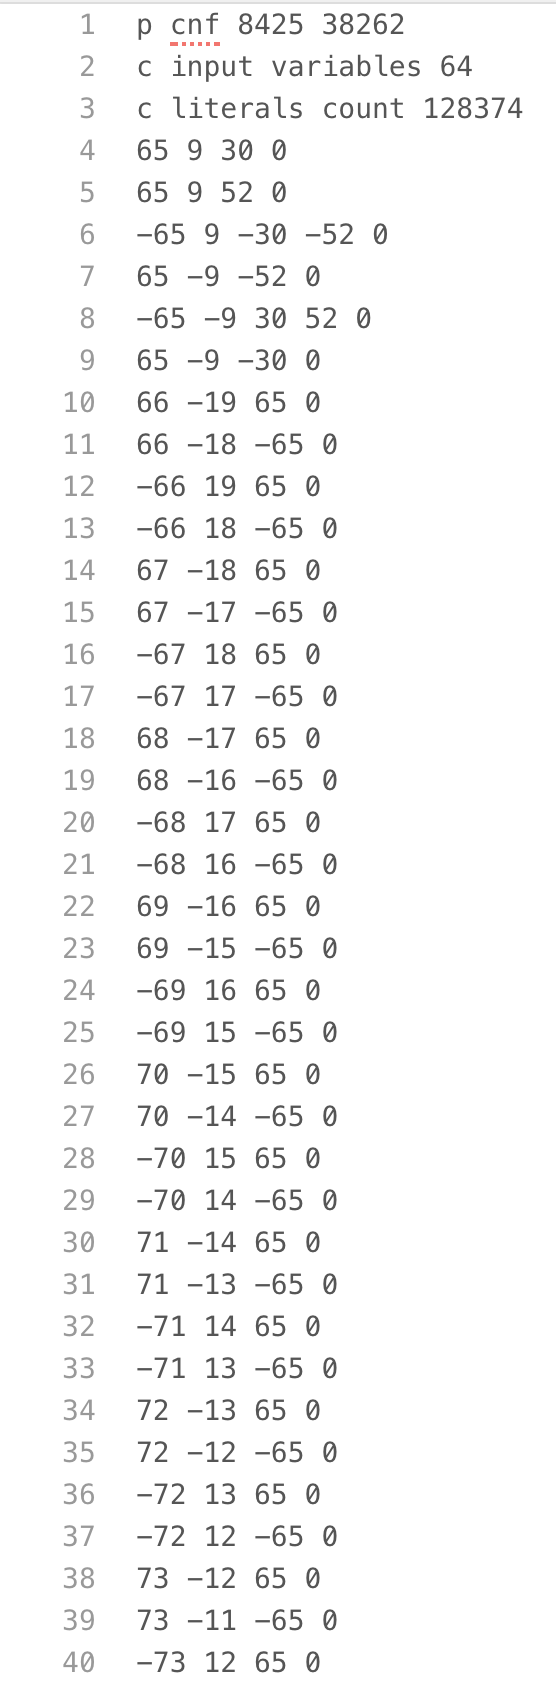 1 p cnf 8425 38262
2 c input variables 64
3 c literals count 128374
4 65 9 30 0
5 65 9 52 0
6 −65 9 −30 −52 0
7 65 −9 −52 0
8 −65 −9 30 52 0
9 65 −9 −30 0
10 66 −19 65 0
11 66 −18 −65 0
12 −66 19 65 0
13 −66 18 −65 0
14 67 −18 65 0
15 67 −17 −65 0
16 −67 18 65 0
17 −67 17 −65 0
18 68 −17 65 0
19 68 −16 −65 0
20 −68 17 65 0
21 −68 16 −65 0
22 69 −16 65 0
23 69 −15 −65 0
24 −69 16 65 0
25 −69 15 −65 0
26 70 −15 65 0
27 70 −14 −65 0
28 −70 15 65 0
29 −70 14 −65 0
30 71 −14 65 0
31 71 −13 −65 0
32 −71 14 65 0
33 −71 13 −65 0
34 72 −13 65 0
35 72 −12 −65 0
36 −72 13 65 0
37 −72 12 −65 0
38 73 −12 65 0
39 73 −11 −65 0
40 −73 12 65 0